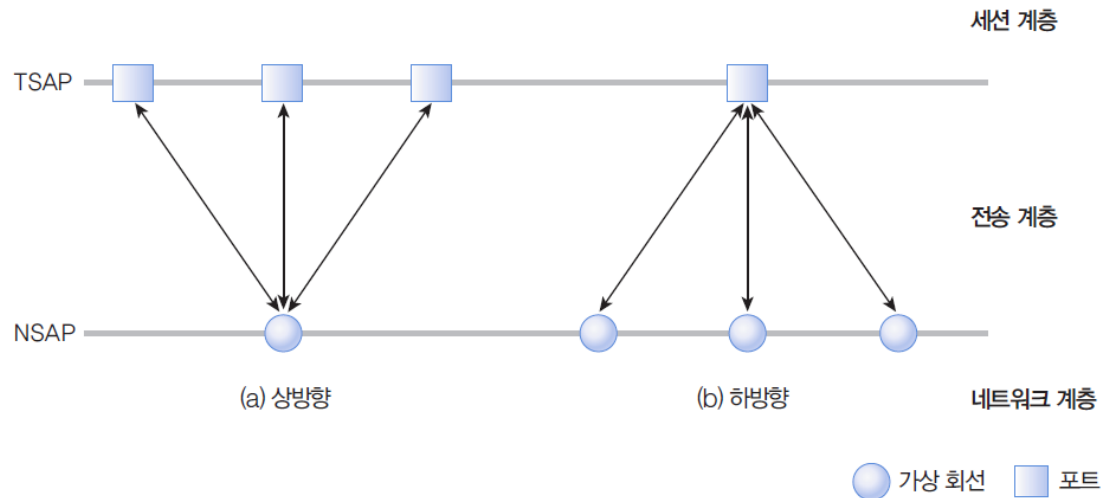 세션 계층
TSAP
전송 계층
NSAP
(a) 상방향
(b) 하방향
네트워크 계층
가상 회선
포트